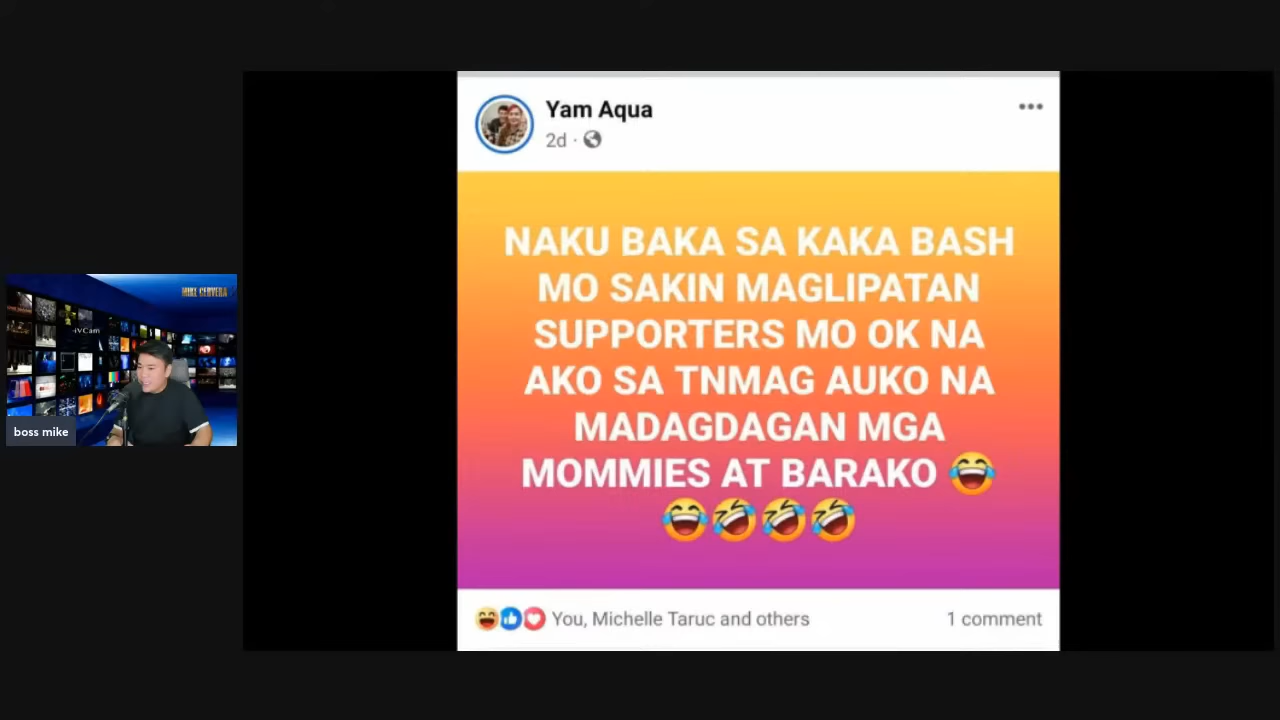 Yam Aqua
2d ·
NAKU BAKA SA KAKA BASH
MO SAKIN MAGLIPATAN
SUPPORTERS MO OK NA
AKO SA TNMAG AUKO NA
MADAGDAGAN MGA
MOMMIES AT BARAKO 😂
😂🤣🤣🤣
You, Michelle Taruc and others
1 comment
MIKE CERVERA
iVCam
boss mike